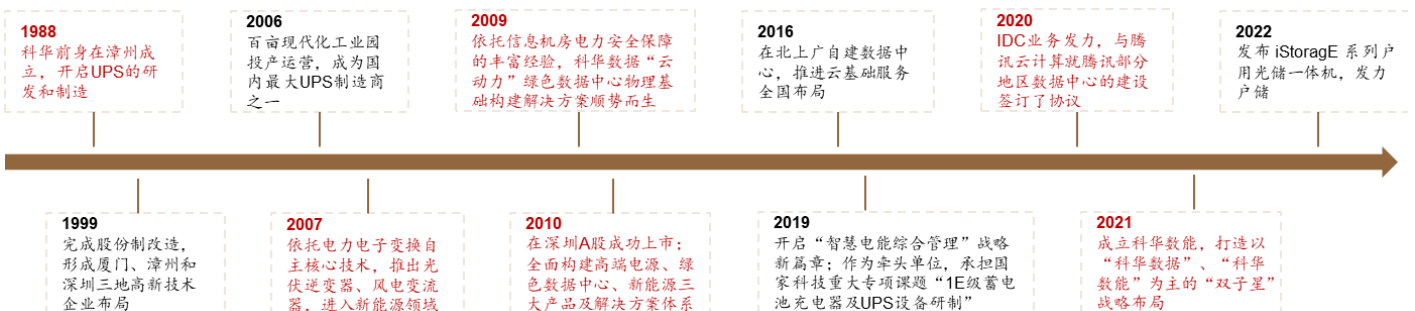 1988
科华前身在漳州成
立，开启UPS的研
发和制造
2006
百亩现代化工业园
投产运营，成为国
内最大UPS制造商
之一
2009
依托信息机房电力安全保障
的丰富经验，科华数据“云
动力”绿色数据中心物理基
础构建解决方案顺势而生
2016
在北上广自建数据中
心，推进云基础服务
全国布局
2020
IDC业务发力，与腾
讯云计算就腾讯部分
地区数据中心的建设
签订了协议
2022
发布 iStoragE 系列户
用光储一体机，发力
户储
1999
完成股份制改造，
形成厦门、漳州和
深圳三地高新技术
企业布局
2007
依托电力电子变换自
主核心技术，推出光
伏逆变器、风电变流
器，进入新能源领域
2010
在深圳A股成功上市；
全面构建高端电源、绿
色数据中心、新能源三
大产品及解决方案体系
2019
开启“智慧电能综合管理”战略
新篇章；作为牵头单位，承担国
家科技重大专项课题“1E级蓄电
池充电器及UPS设备研制”
2021
成立科华数能，打造以
“科华数据”、“科华
数能”为主的“双子星”
战略布局